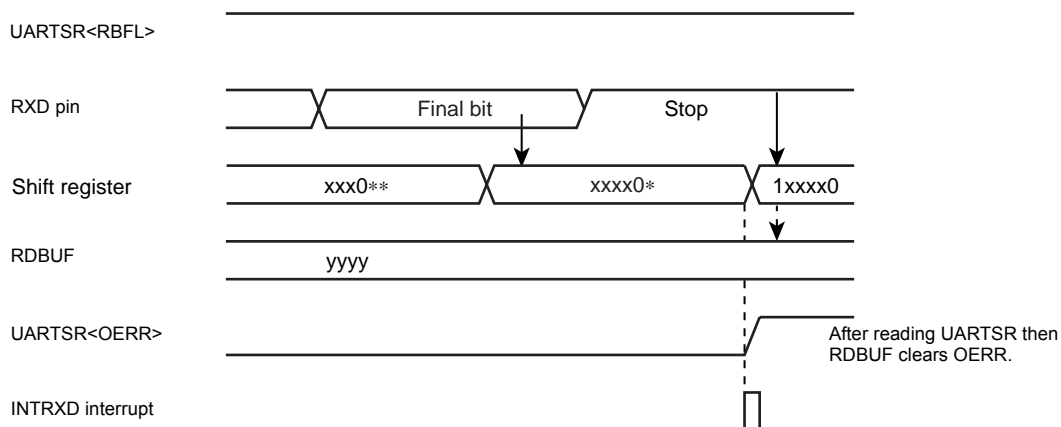 UARTSR<RBFL>
RXD pin
Final bit
Stop
Shift register
xxx0**
xxxx0*
1xxxx0
RDBUF
yyyy
UARTSR<OERR>
After reading UARTSR then
RDBUF clears OERR.
INTRXD interrupt